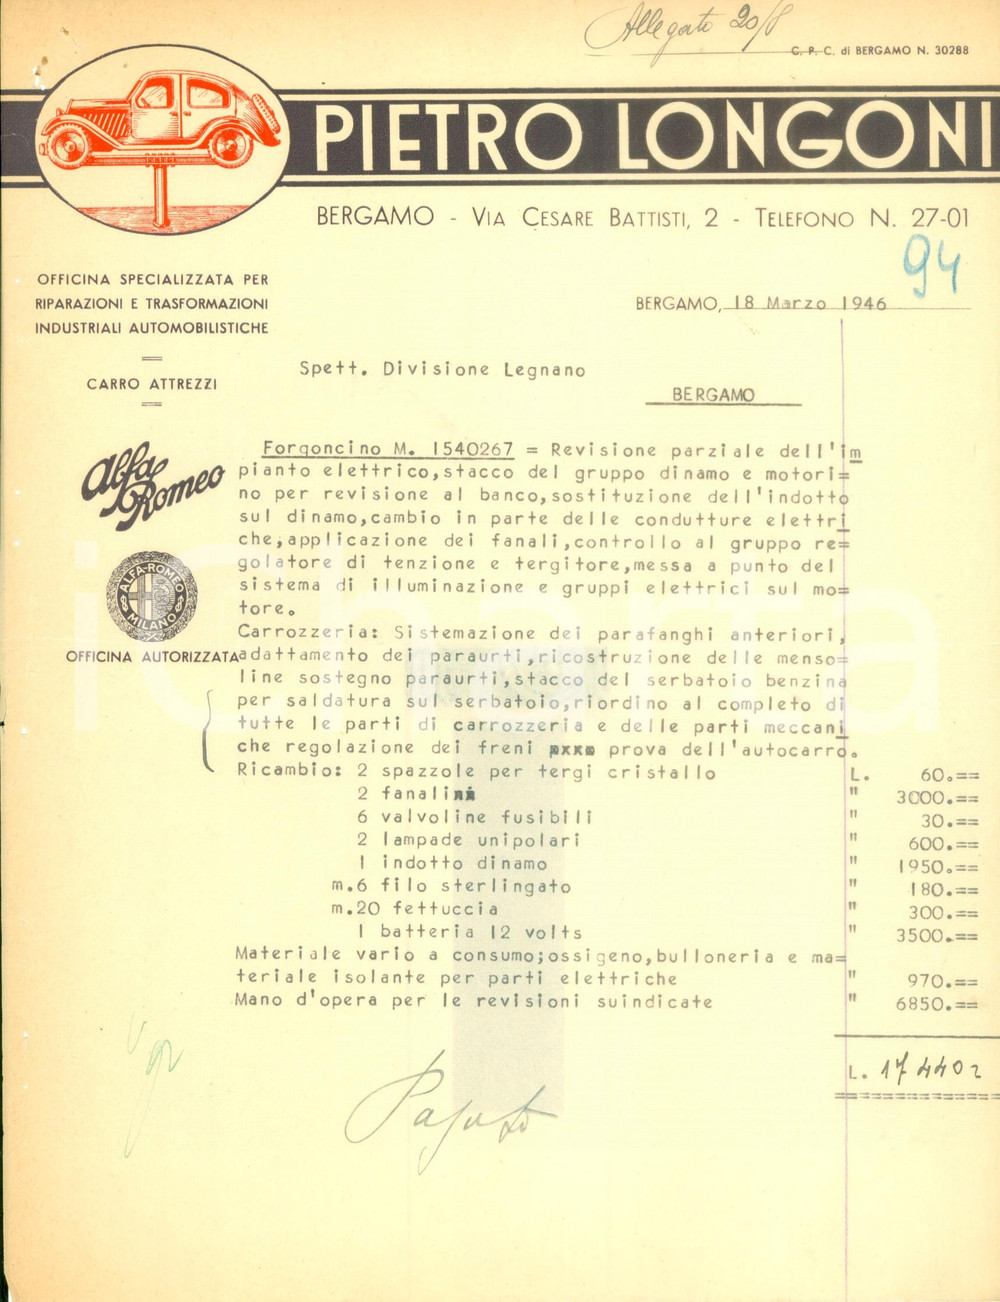 Allegato 20/8
C. P. C. di BERGAMO N. 30288
PIETRO LONGONI
BERGAMO - VIA CESARE BATTISTI, 2 - TELEFONO N. 27-01
94
OFFICINA SPECIALIZZATA PER
RIPARAZIONI E TRASFORMAZIONI
INDUSTRIALI AUTOMOBILISTICHE
CARRO ATTREZZI
BERGAMO, 18 Marzo 1946
Spett. Divisione Legnano
BERGAMO
Alfa
Romeo
ALFA-ROMEO
MILANO
OFFICINA AUTORIZZATA
Forgoncino M. 1540267 = Revisione parziale dell'im
pianto elettrico,stacco del gruppo dinamo e motori=
no per revisione al banco,sostituzione dell'indotto
sul dinamo,cambio in parte delle condutture elettri
che,applicazione dei fanali,controllo al gruppo re=
golatore di tenzione e tergitore,messa a punto del
sistema di illuminazione e gruppi elettrici sul mo=
tore.
Carrozzeria: Sistemazione dei parafanghi anteriori,
adattamento dei paraurti,ricostruzione delle menso=
line sostegno paraurti,stacco del serbatoio benzina
per saldatura sul serbatoio,riordino al completo di
tutte le parti di carrozzeria e delle parti meccani
che regolazione dei freni xxxx prova dell'autocarro.
Ricambio: 2 spazzole per tergi cristallo L. 60.==
2 fanali " 3000.==
6 valvoline fusibili " 30.==
2 lampade unipolari " 600.==
1 indotto dinamo " 1950.==
m.6 filo sterlingato " 180.==
m.20 fettuccia " 300.==
1 batteria 12 volts " 3500.==
Materiale vario a consumo;ossigeno,bulloneria e ma=
teriale isolante per parti elettriche " 970.==
Mano d'opera per le revisioni suindicate " 6850.==
L. 17440